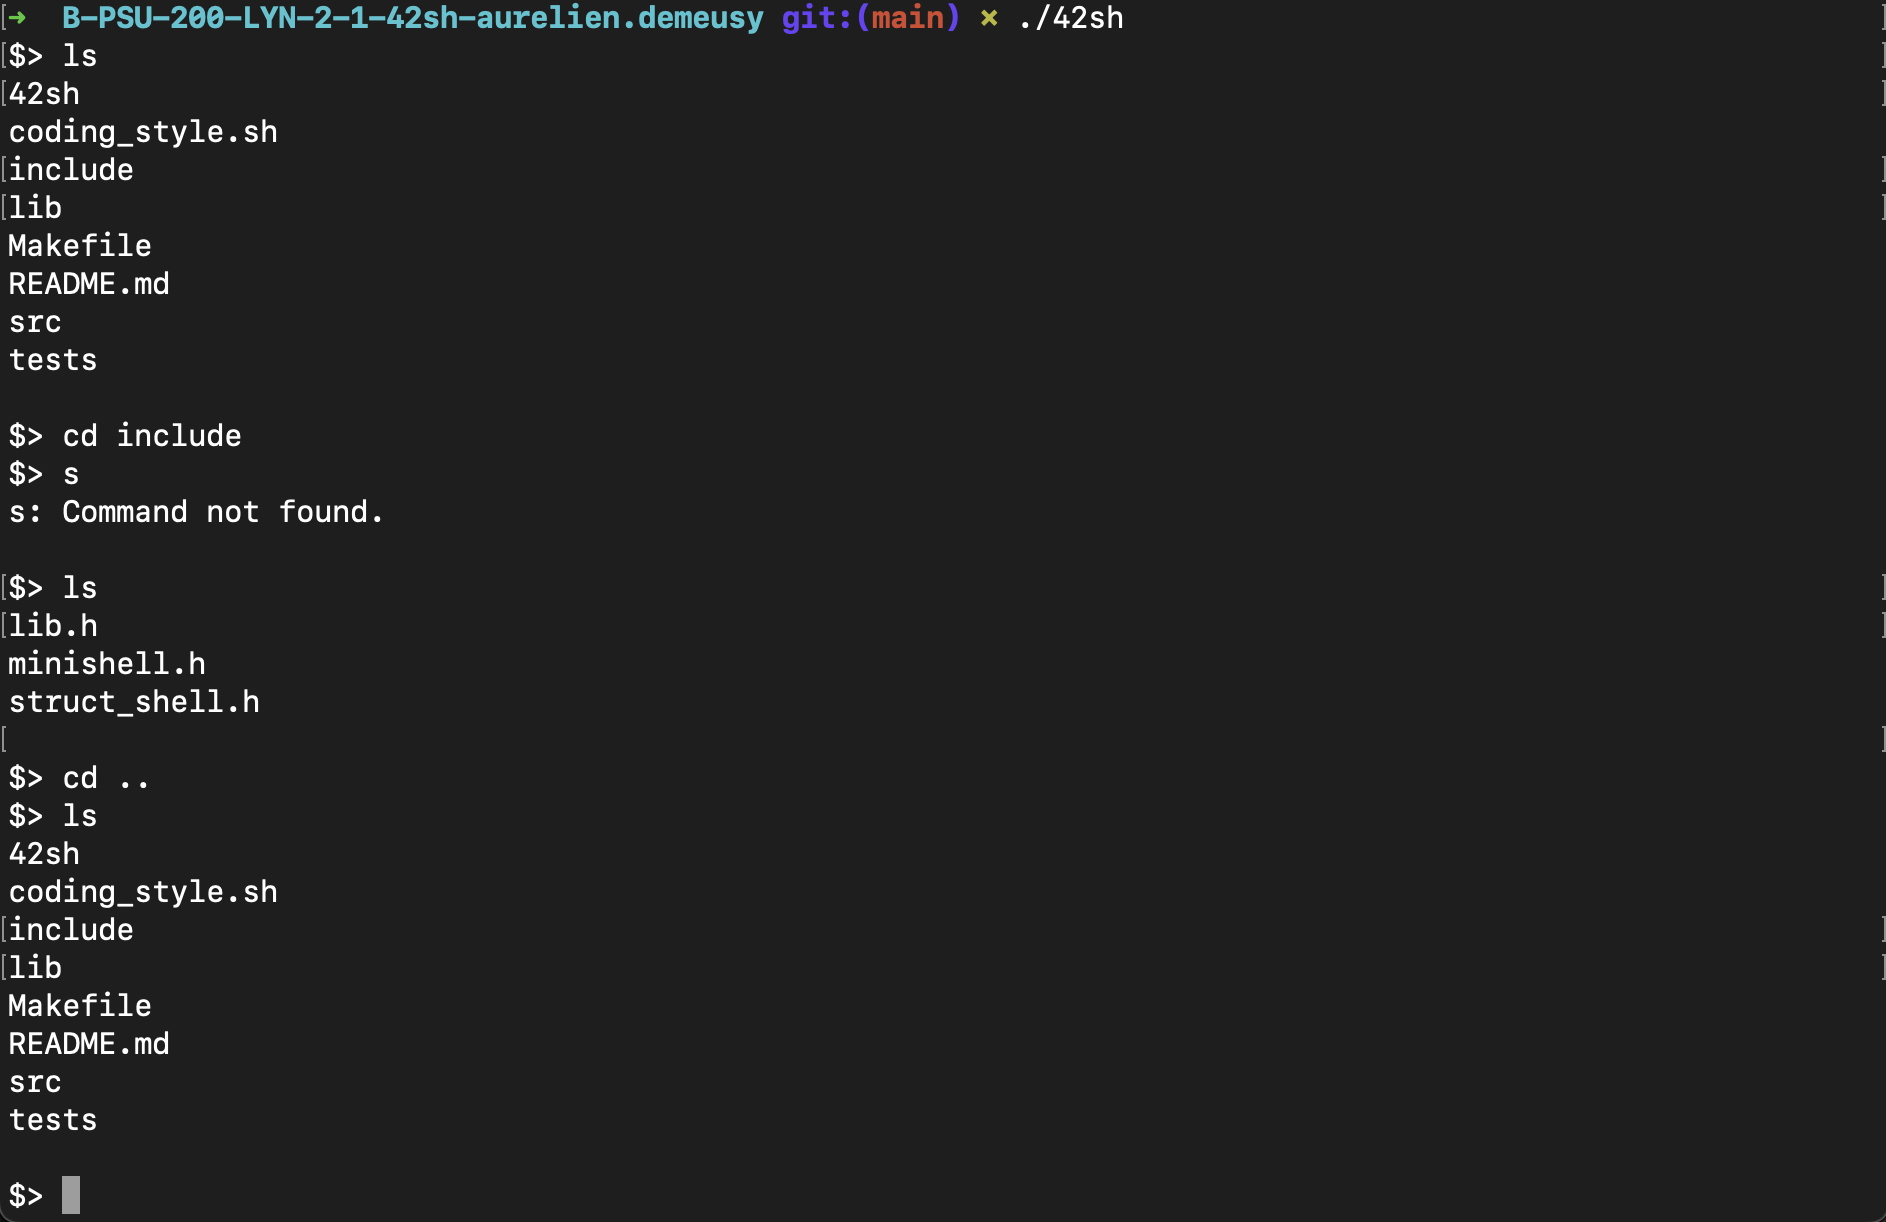 ➜  B-PSU-200-LYN-2-1-42sh-aurelien.demeusy git:(main) ✗ ./42sh
$> ls
42sh
coding_style.sh
include
lib
Makefile
README.md
src
tests
$> cd include
$> s
s: Command not found.
$> ls
lib.h
minishell.h
struct_shell.h
$> cd ..
$> ls
42sh
coding_style.sh
include
lib
Makefile
README.md
src
tests
$>